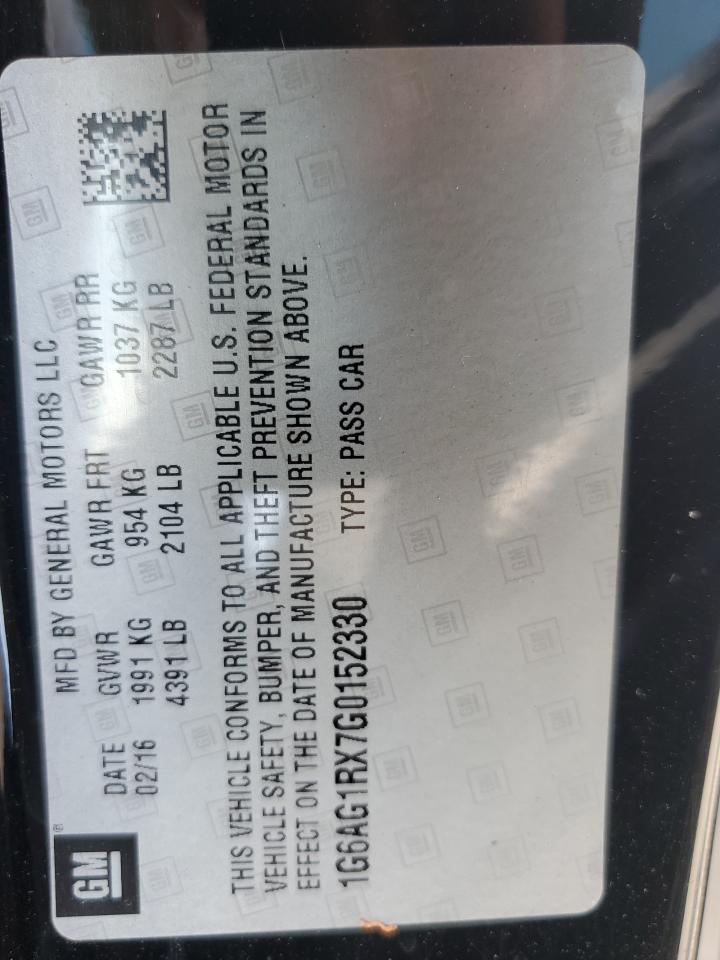 GM®
MFD BY GENERAL MOTORS LLC
DATE GVWR GAWR FRT GAWR RR
02/16 1991 KG 954 KG 1037 KG
4391 LB 2104 LB 2287 LB
THIS VEHICLE CONFORMS TO ALL APPLICABLE U.S. FEDERAL MOTOR
VEHICLE SAFETY, BUMPER, AND THEFT PREVENTION STANDARDS IN
EFFECT ON THE DATE OF MANUFACTURE SHOWN ABOVE.
1G6AG1RX7G0152330 TYPE: PASS CAR